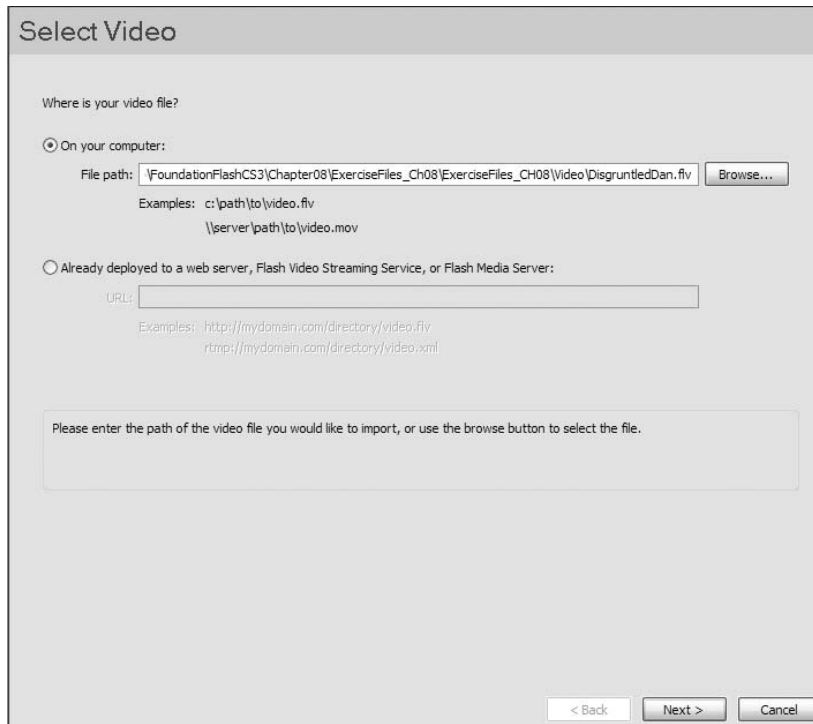 Select Video
Where is your video file?
On your computer:
File path: \FoundationFlashCS3\Chapter08\ExerciseFiles_Ch08\ExerciseFiles_CH08\Video\DisgruntledDan.flv Browse...
Examples: c:\path\to\video.flv
\\server\path\to\video.mov
Already deployed to a web server, Flash Video Streaming Service, or Flash Media Server:
URL:
Examples: http://mydomain.com/directory/video.flv
rtmp://mydomain.com/directory/video.xml
Please enter the path of the video file you would like to import, or use the browse button to select the file.
< Back Next > Cancel